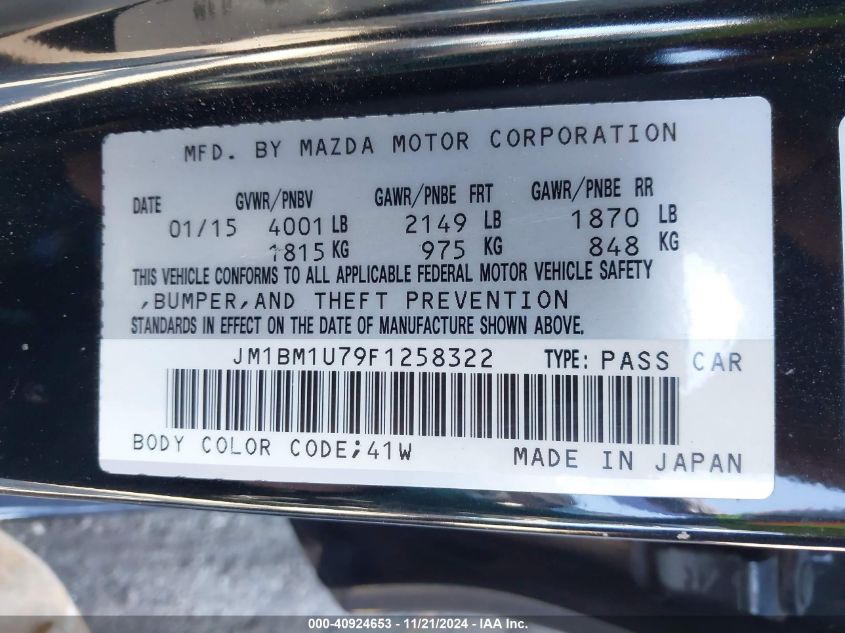 MFD. BY MAZDA MOTOR CORPORATION
DATE GVWR/PNBV GAWR/PNBE FRT GAWR/PNBE RR
01/15 4001 LB 2149 LB 1870 LB
1815 KG 975 KG 848 KG
THIS VEHICLE CONFORMS TO ALL APPLICABLE FEDERAL MOTOR VEHICLE SAFETY
,BUMPER,AND THEFT PREVENTION
STANDARDS IN EFFECT ON THE DATE OF MANUFACTURE SHOWN ABOVE.
JM1BM1U79F1258322 TYPE: PASS CAR
BODY COLOR CODE;41W MADE IN JAPAN
000-40924653 - 11/21/2024 - IAA Inc.